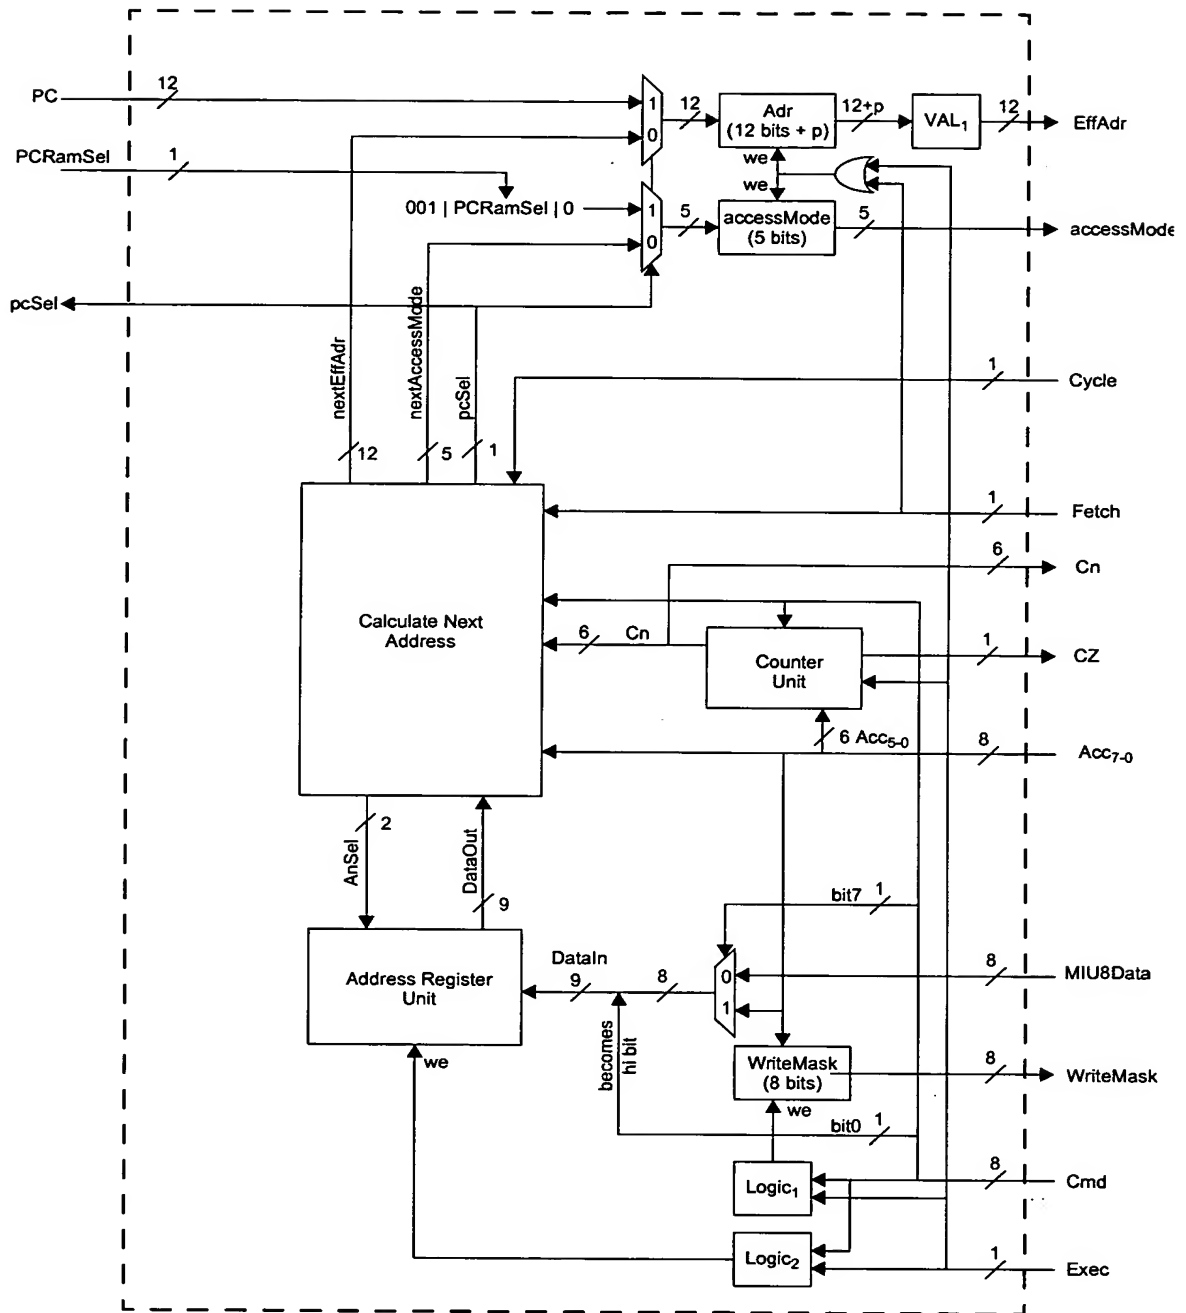 PC
12
1
0
12
Adr
(12 bits + p)
12+p
VAL1
12
EffAdr
PCRamSel
1
we
we
001 | PCRamSel | 0
1
0
5
accessMode
(5 bits)
5
accessMode
pcSel
nextEffAdr
nextAccessMode
pcSel
12
5
1
1
Cycle
1
Fetch
6
Cn
Calculate Next
Address
6
Cn
Counter
Unit
1
CZ
6 Acc5-0
8
Acc7-0
AnSel
2
DataOut
9
bit7
1
Address Register
Unit
DataIn
9
8
0
1
8
MIU8Data
becomes
hi bit
we
WriteMask
(8 bits)
8
WriteMask
we
bit0
1
Logic1
8
Cmd
Logic2
1
Exec